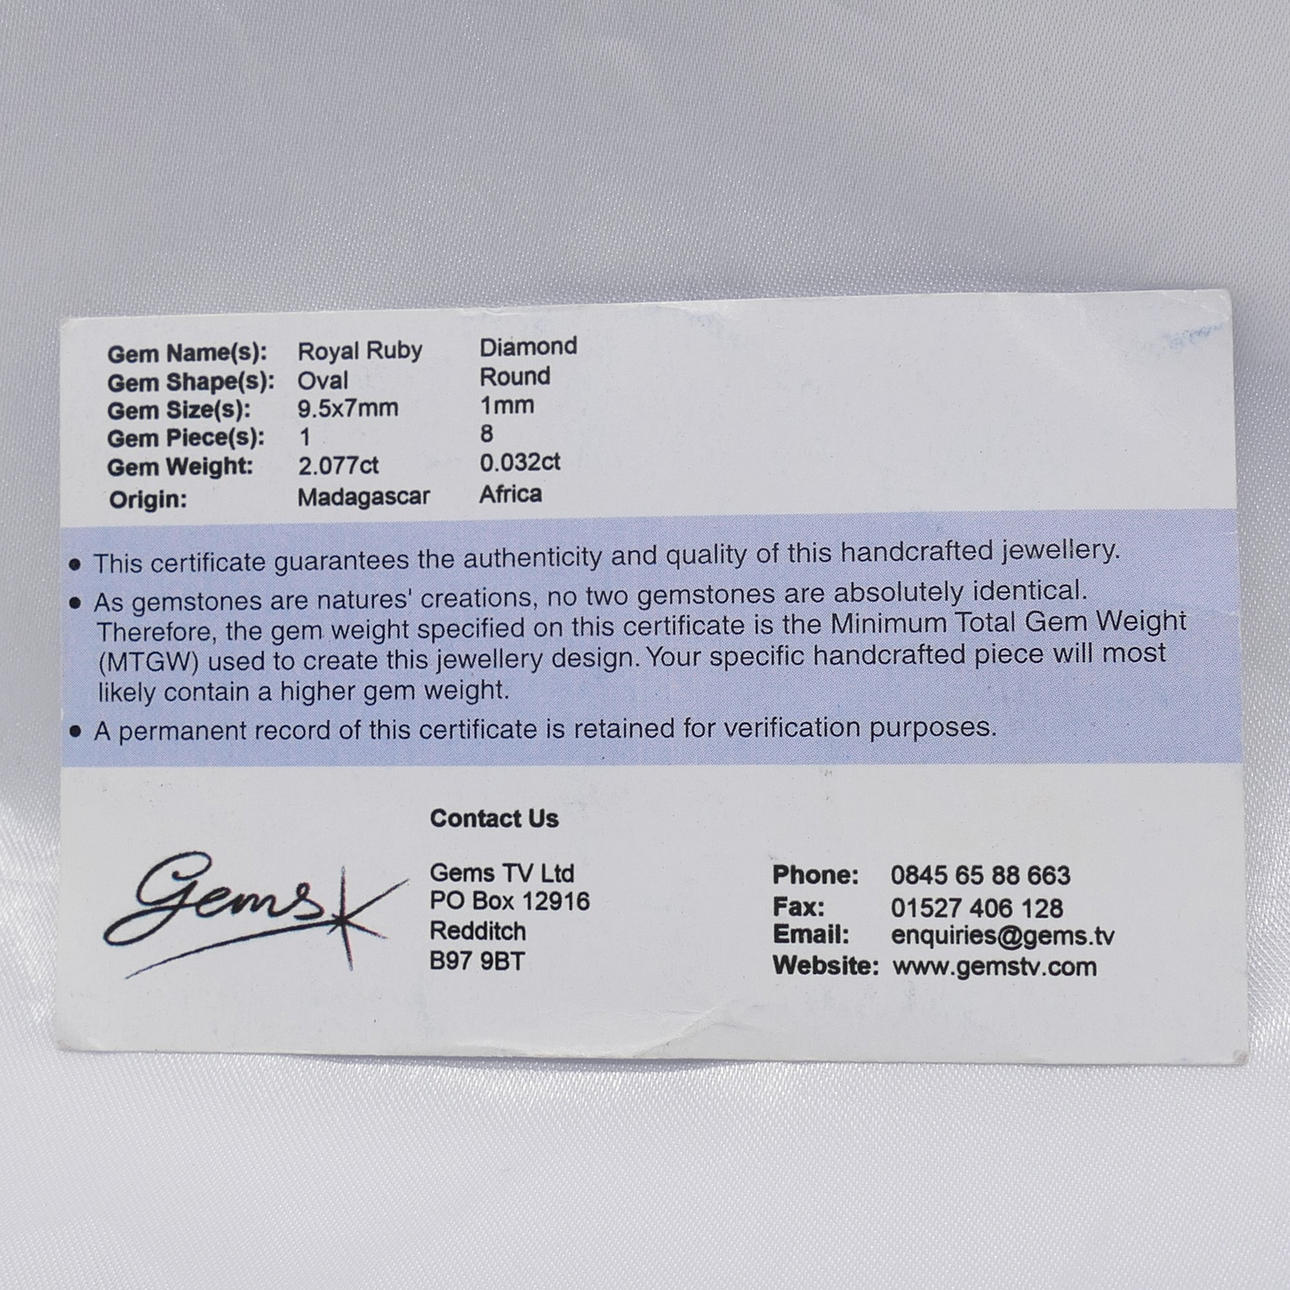 Gem Name(s): Royal Ruby Diamond
Gem Shape(s): Oval Round
Gem Size(s): 9.5x7mm 1mm
Gem Piece(s): 1 8
Gem Weight: 2.077ct 0.032ct
Origin: Madagascar Africa
• This certificate guarantees the authenticity and quality of this handcrafted jewellery.
• As gemstones are natures' creations, no two gemstones are absolutely identical.
Therefore, the gem weight specified on this certificate is the Minimum Total Gem Weight
(MTGW) used to create this jewellery design. Your specific handcrafted piece will most
likely contain a higher gem weight.
• A permanent record of this certificate is retained for verification purposes.
Gems
Contact Us
Gems TV Ltd
PO Box 12916
Redditch
B97 9BT
Phone: 0845 65 88 663
Fax: 01527 406 128
Email: enquiries@gems.tv
Website: www.gemstv.com